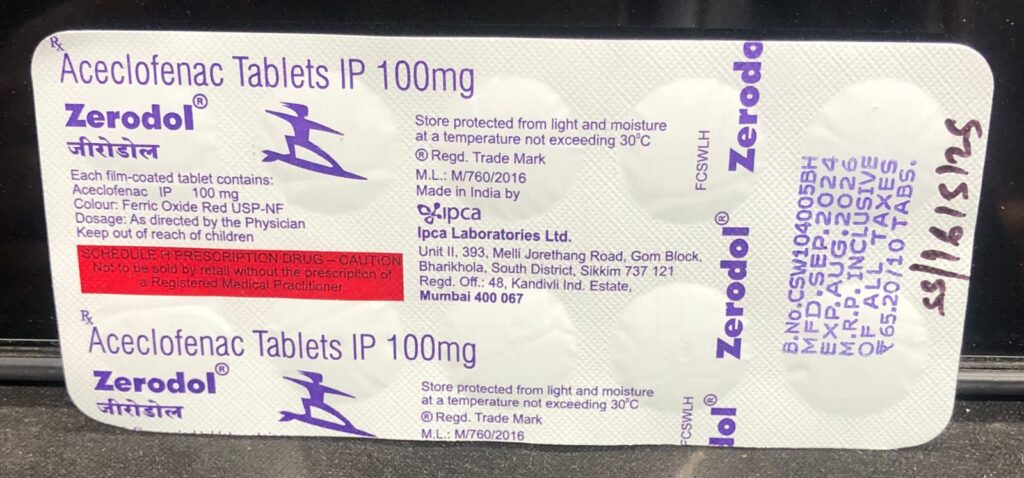 Rx
Aceclofenac Tablets IP 100mg
Zerodol®
जीरोडोल
Each film-coated tablet contains:
Aceclofenac IP 100 mg
Colour: Ferric Oxide Red USP-NF
Dosage: As directed by the Physician
Keep out of reach of children
SCHEDULE H PRESCRIPTION DRUG – CAUTION
Not to be sold by retail without the prescription of
a Registered Medical Practitioner.
Store protected from light and moisture
at a temperature not exceeding 30°C
® Regd. Trade Mark
M.L.: M/760/2016
Made in India by
ipca
Ipca Laboratories Ltd.
Unit II, 393, Melli Jorethang Road, Gom Block,
Bharikhola, South District, Sikkim 737 121
Regd. Off.: 48, Kandivli Ind. Estate,
Mumbai 400 067
FCSWLH
Zerodo
Zerodol®
B.No.CSW104005BH
MFD.SEP.2024
EXP.AUG.2026
M.R.P. INCLUSIVE
OF ALL TAXES
₹65.20/10 TABS.
Rx
Aceclofenac Tablets IP 100mg
Zerodol®
जीरोडोल
Store protected from light and moisture
at a temperature not exceeding 30°C
® Regd. Trade Mark
M.L.: M/760/2016
FCSWLH
dol®